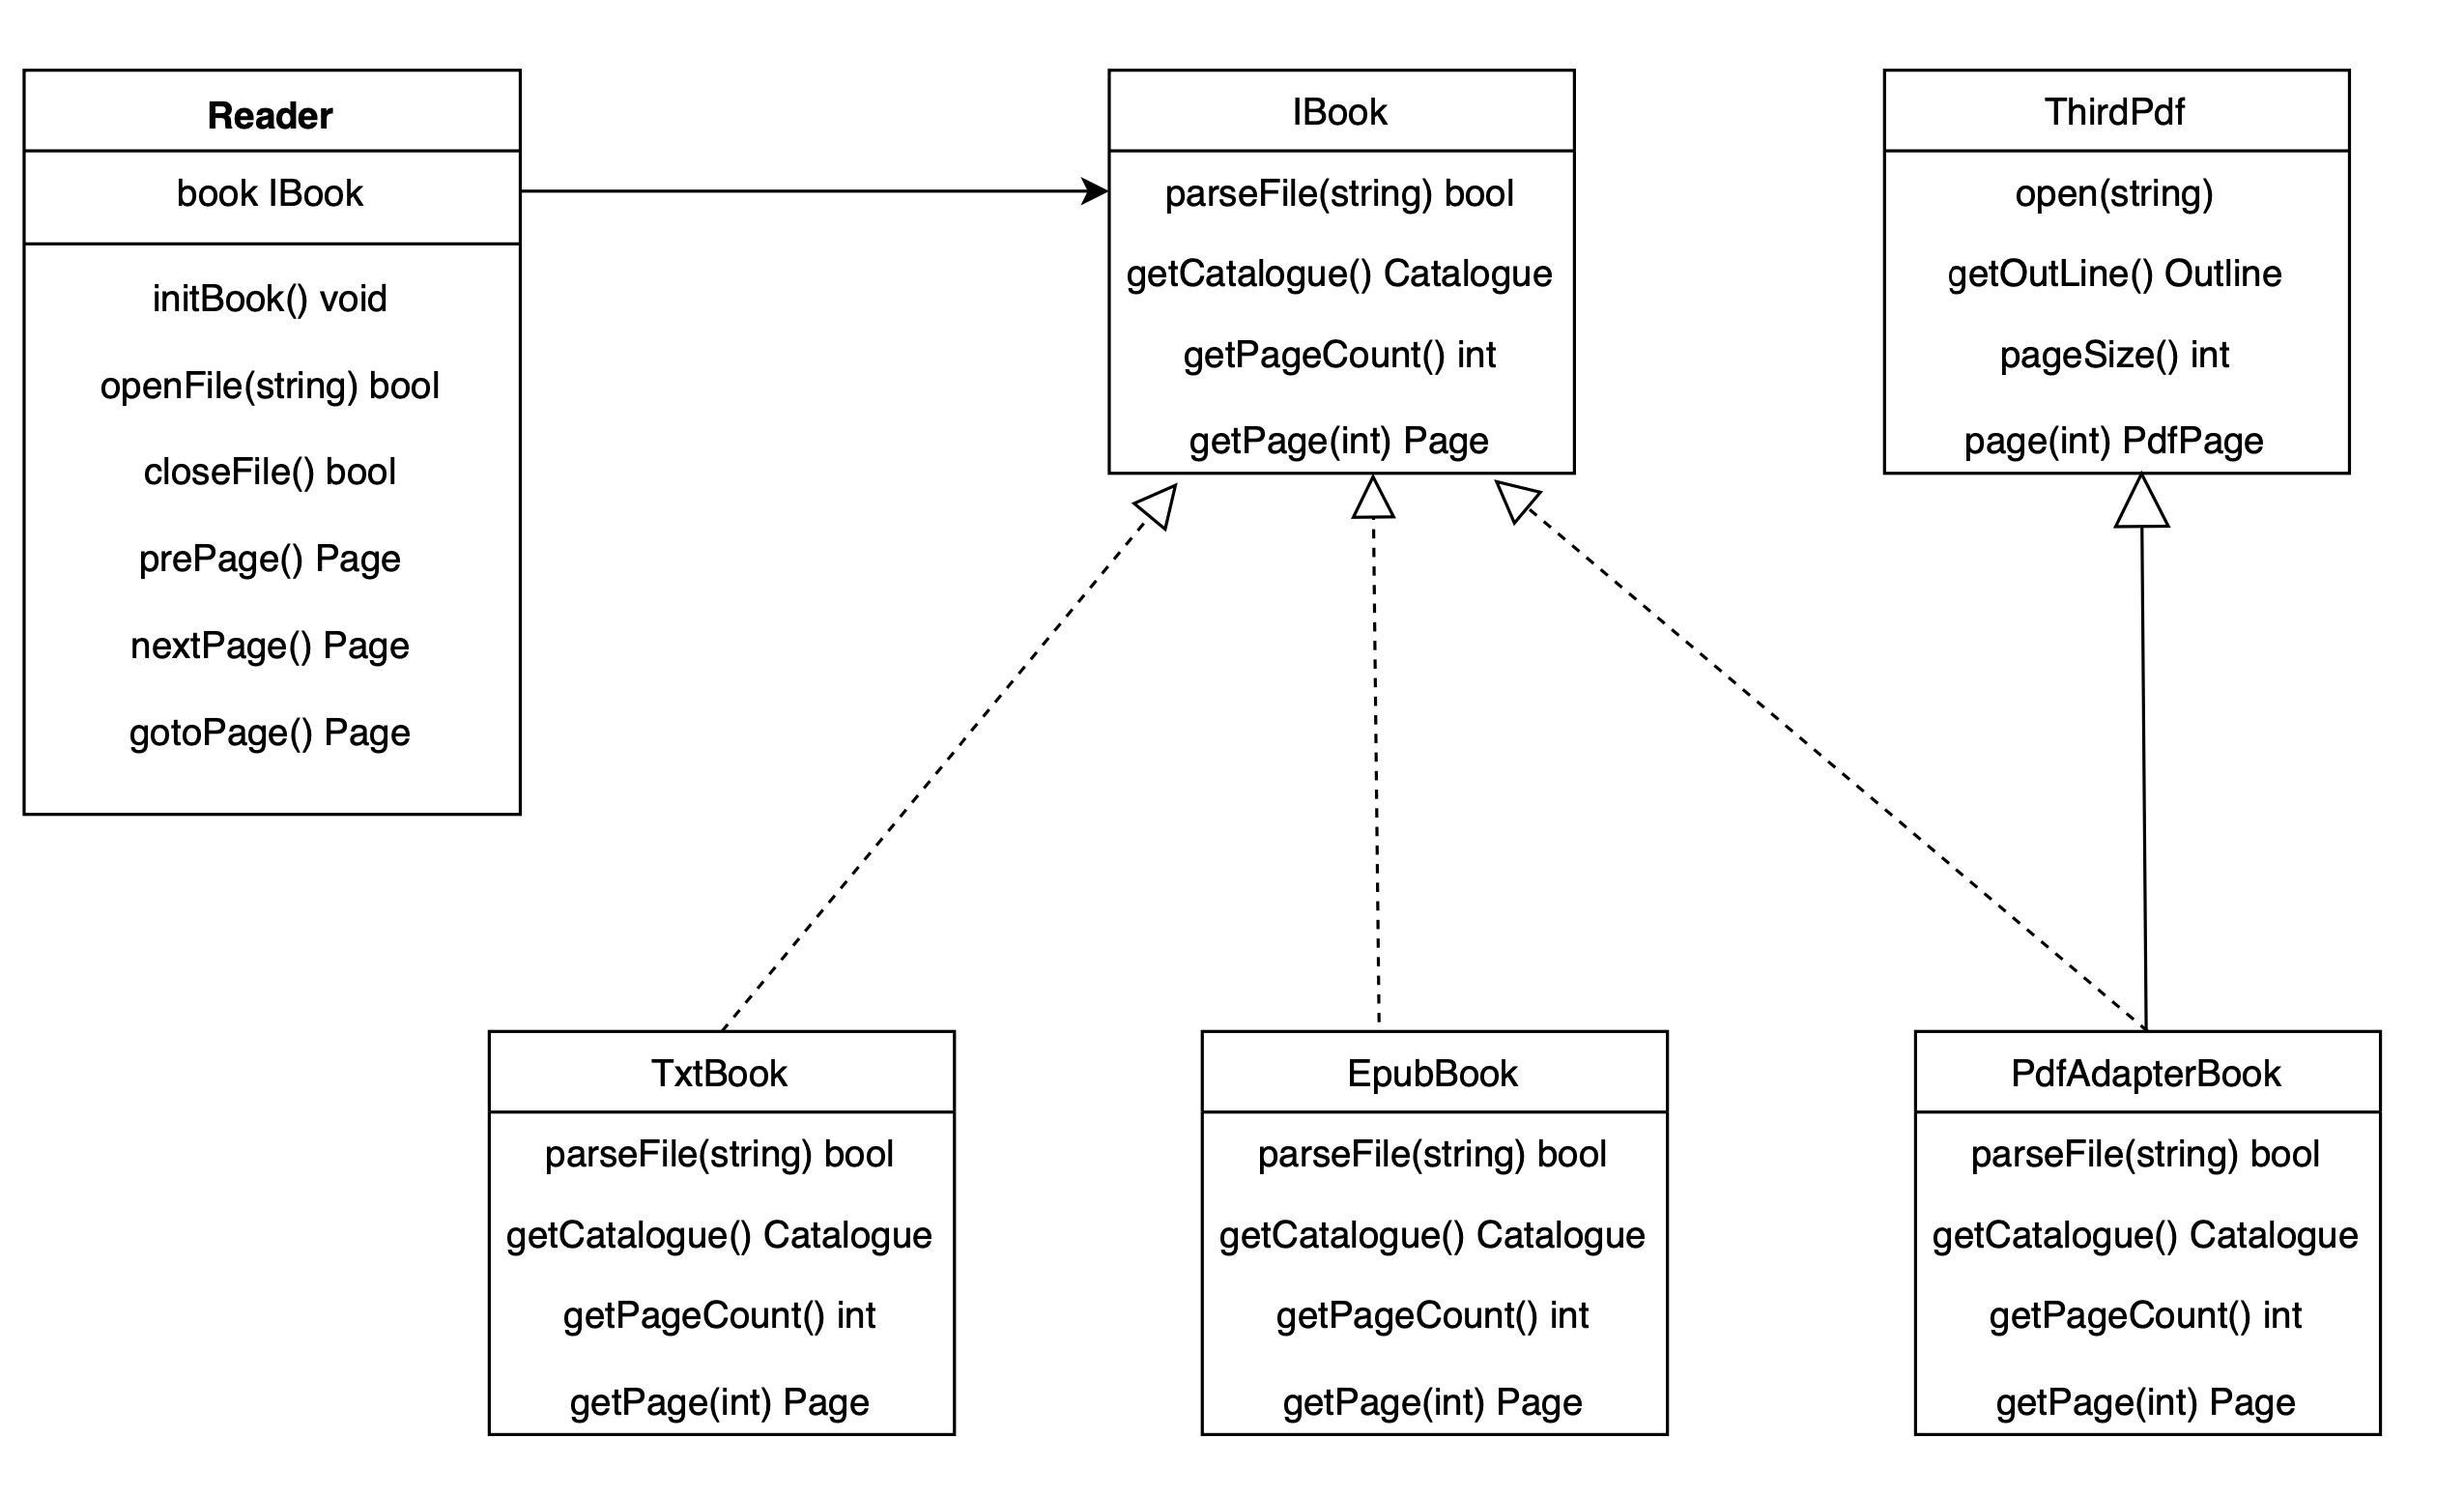 Reader
book IBook
initBook() void
openFile(string) bool
closeFile() bool
prePage() Page
nextPage() Page
gotoPage() Page
IBook
parseFile(string) bool
getCatalogue() Catalogue
getPageCount() int
getPage(int) Page
ThirdPdf
open(string)
getOutLine() Outline
pageSize() int
page(int) PdfPage
TxtBook
parseFile(string) bool
getCatalogue() Catalogue
getPageCount() int
getPage(int) Page
EpubBook
parseFile(string) bool
getCatalogue() Catalogue
getPageCount() int
getPage(int) Page
PdfAdapterBook
parseFile(string) bool
getCatalogue() Catalogue
getPageCount() int
getPage(int) Page